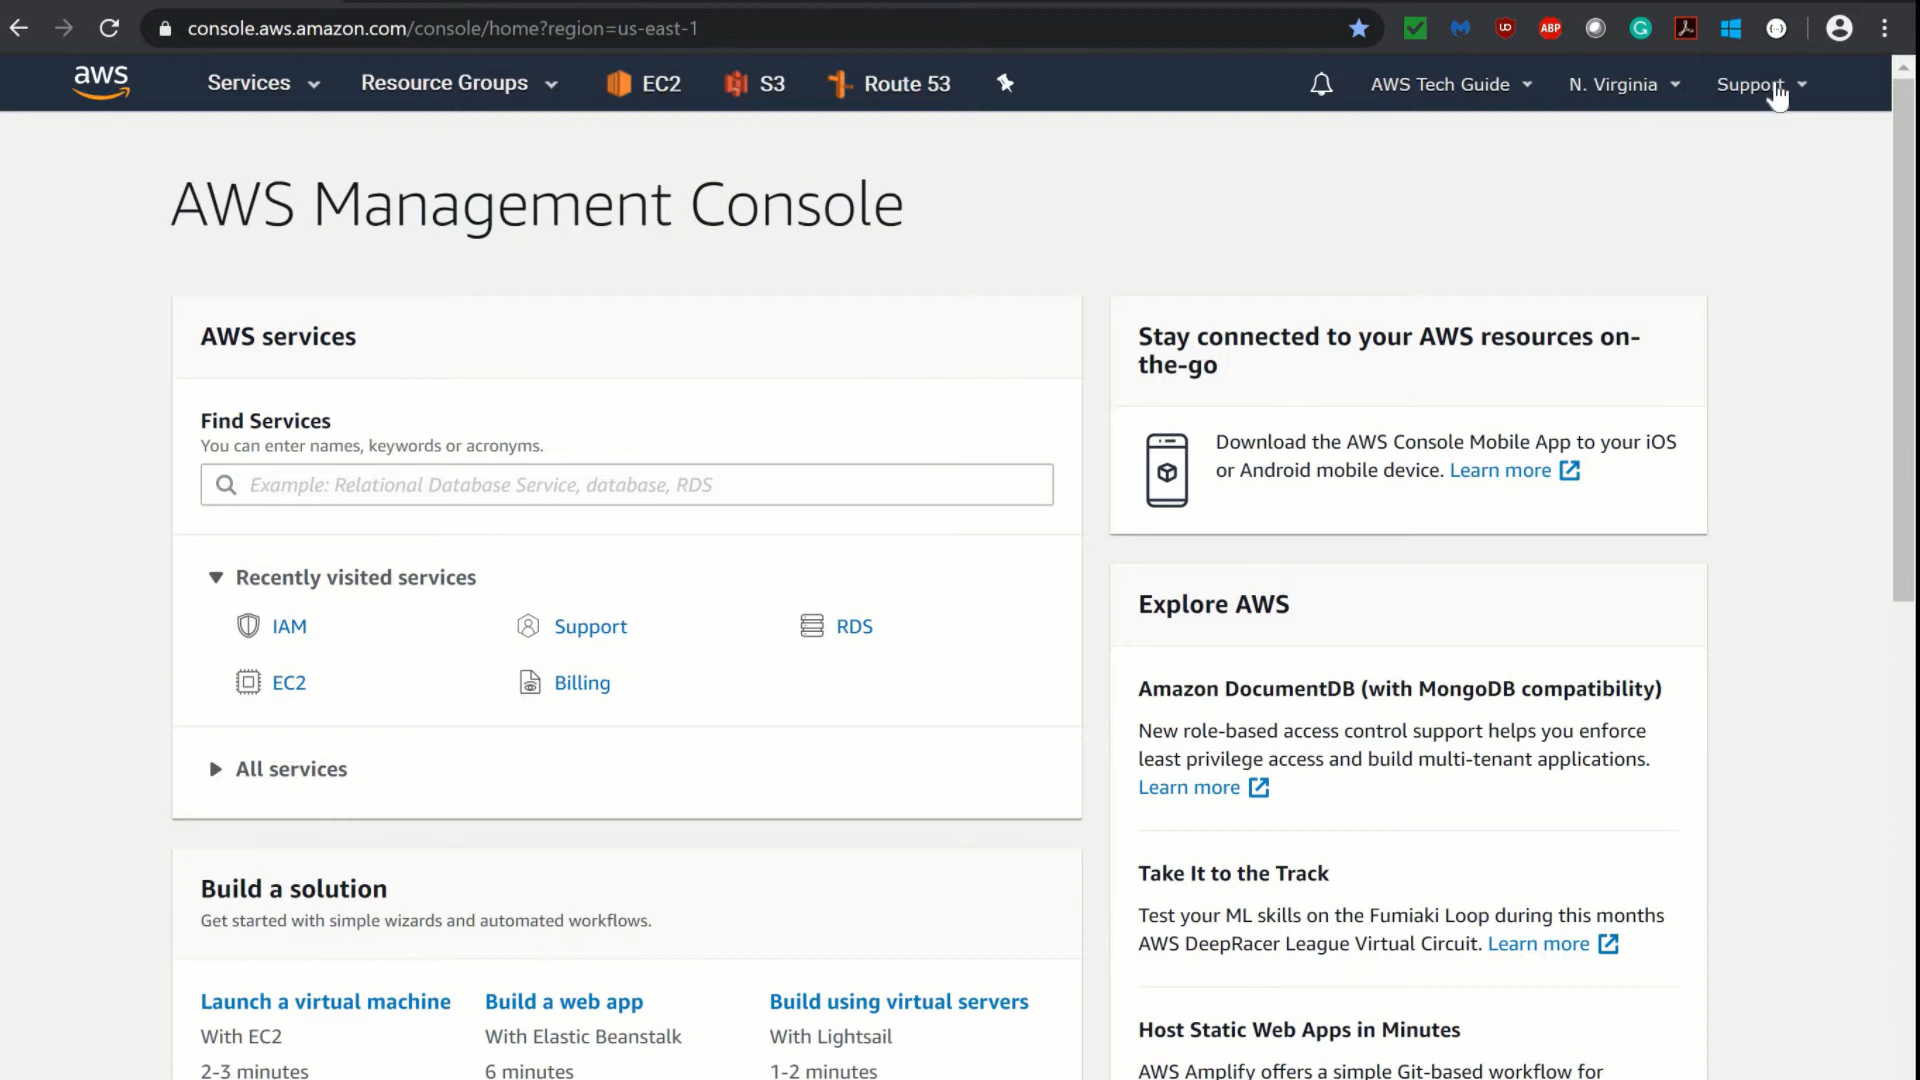 console.aws.amazon.com/console/home?region=us-east-1
UD
ABP
G
aws
Services
Resource Groups
EC2
S3
Route 53
AWS Tech Guide
N. Virginia
Support
AWS Management Console
AWS services
Find Services
You can enter names, keywords or acronyms.
Example: Relational Database Service, database, RDS
Recently visited services
IAM
Support
RDS
EC2
Billing
All services
Build a solution
Get started with simple wizards and automated workflows.
Launch a virtual machine
With EC2
2-3 minutes
Build a web app
With Elastic Beanstalk
6 minutes
Build using virtual servers
With Lightsail
1-2 minutes
Stay connected to your AWS resources on-
the-go
Download the AWS Console Mobile App to your iOS
or Android mobile device. Learn more
Explore AWS
Amazon DocumentDB (with MongoDB compatibility)
New role-based access control support helps you enforce
least privilege access and build multi-tenant applications.
Learn more
Take It to the Track
Test your ML skills on the Fumiaki Loop during this months
AWS DeepRacer League Virtual Circuit. Learn more
Host Static Web Apps in Minutes
AWS Amplify offers a simple Git-based workflow for